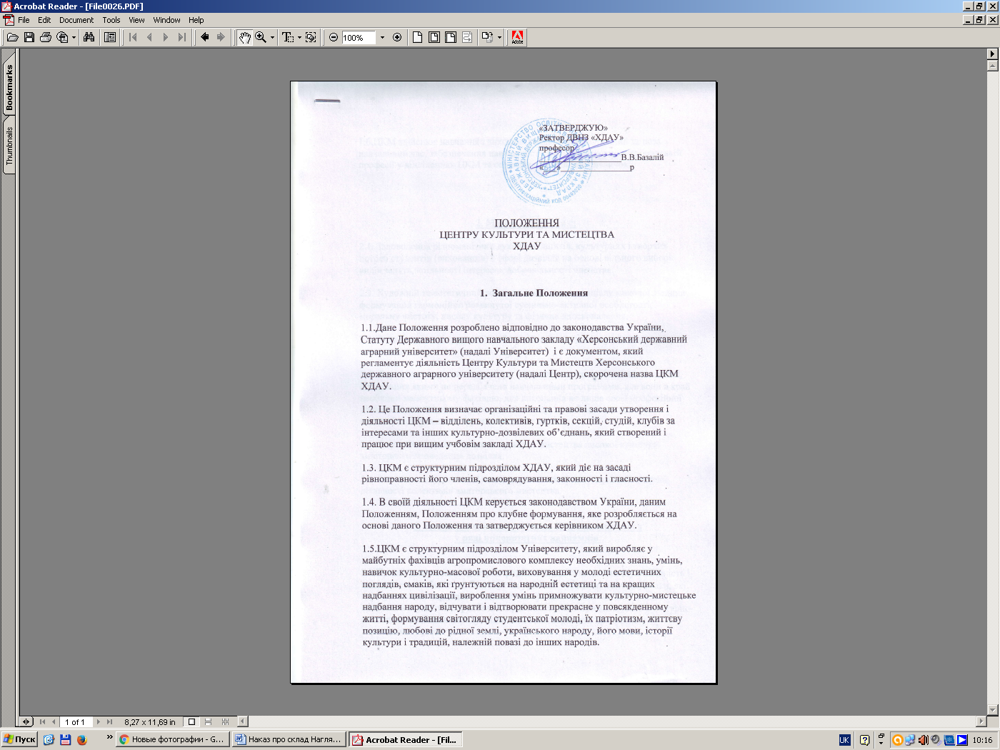 Acrobat Reader - [File0026.PDF]
File Edit Document Tools View Window Help
100%
Adobe
Bookmarks
Thumbnails
«ЗАТВЕРДЖУЮ»
Ректор ДВНЗ «ХДАУ»
професор
В.В.Базалій
«___»________________р
ПОЛОЖЕННЯ
ЦЕНТРУ КУЛЬТУРИ ТА МИСТЕЦТВА
ХДАУ
1. Загальне Положення
1.1.Дане Положення розроблено відповідно до законодавства України,
Статуту Державного вищого навчального закладу «Херсонський державний
аграрний університет» (надалі Університет) і є документом, який
регламентує діяльність Центру Культури та Мистецтв Херсонського
державного аграрного університету (надалі Центр), скорочена назва ЦКМ
ХДАУ.
1.2. Це Положення визначає організаційні та правові засади утворення і
діяльності ЦКМ – відділень, колективів, гуртків, секцій, студій, клубів за
інтересами та інших культурно-дозвілевих об’єднань, який створений і
працює при вищим учбовім закладі ХДАУ.
1.3. ЦКМ є структурним підрозділом ХДАУ, який діє на засаді
рівноправності його членів, самоврядування, законності і гласності.
1.4. В своїй діяльності ЦКМ керується законодавством України, даним
Положенням, Положенням про клубне формування, яке розробляється на
основі даного Положення та затверджується керівником ХДАУ.
1.5.ЦКМ є структурним підрозділом Університету, який виробляє у
майбутніх фахівців агропромислового комплексу необхідних знань, умінь,
навичок культурно-масової роботи, виховування у молоді естетичних
поглядів, смаків, які ґрунтуються на народній естетиці та на кращих
надбаннях цивілізації, вироблення умінь примножувати культурно-мистецьке
надбання народу, відчувати і відтворювати прекрасне у повсякденному
житті, формування світогляду студентської молоді, їх патріотизм, життєву
позицію, любові до рідної землі, українського народу, його мови, історії
культури і традицій, належній повазі до інших народів.
1 of 1 8,27 x 11,69 in
Пуск » Новые фотографии - G... Наказ про склад Нагля... Acrobat Reader - [Fil... UK 10:16